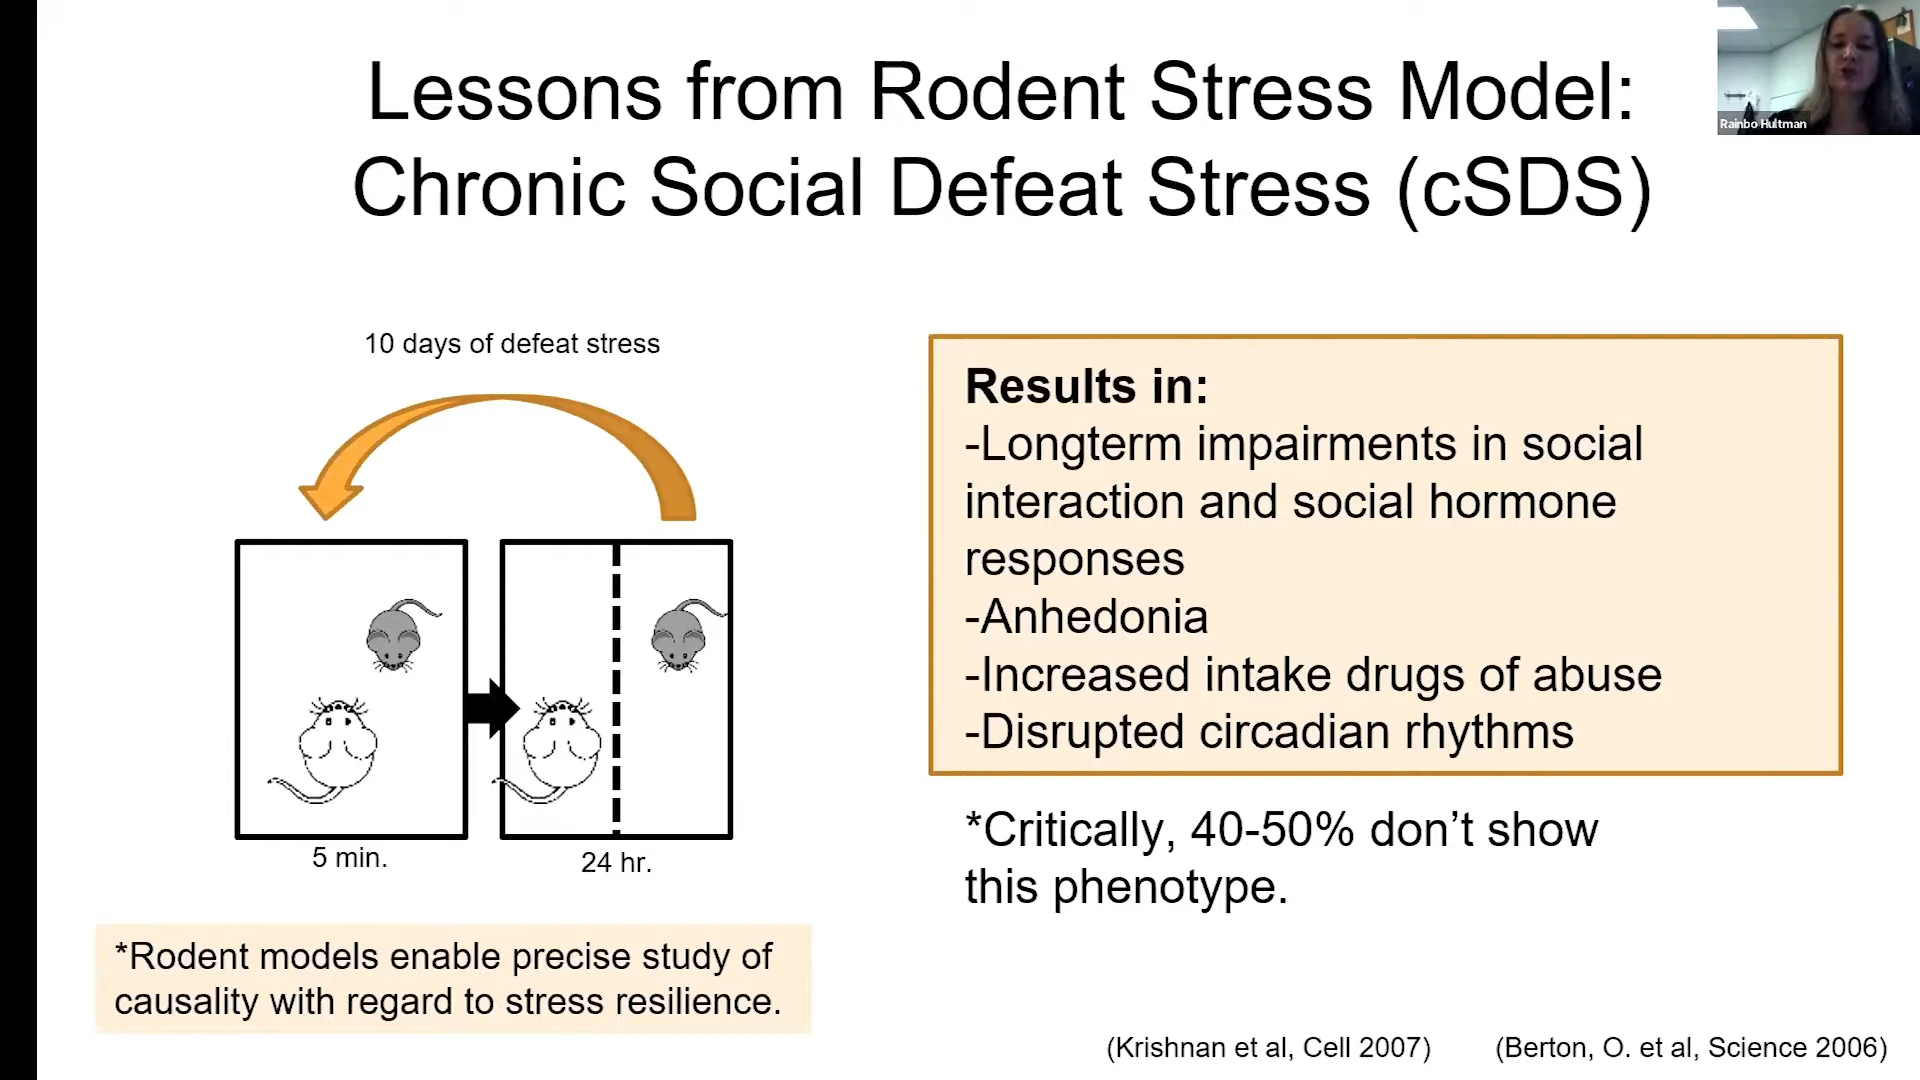 Lessons from Rodent Stress Model:
Chronic Social Defeat Stress (cSDS)
Rainbo Hultman
10 days of defeat stress
5 min.
24 hr.
*Rodent models enable precise study of
causality with regard to stress resilience.
Results in:
-Longterm impairments in social
interaction and social hormone
responses
-Anhedonia
-Increased intake drugs of abuse
-Disrupted circadian rhythms
*Critically, 40-50% don’t show
this phenotype.
(Krishnan et al, Cell 2007)
(Berton, O. et al, Science 2006)